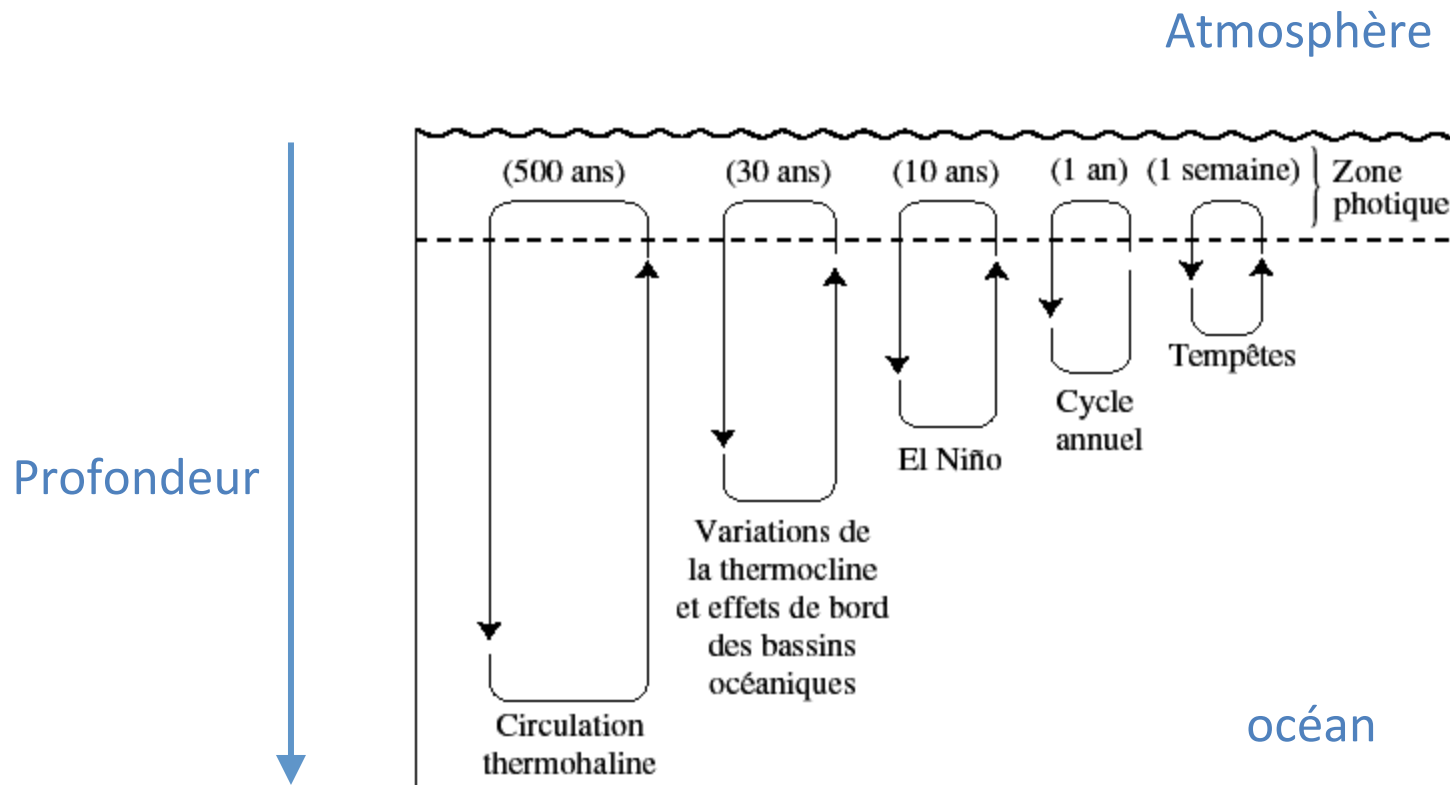 Atmosphère
(500 ans)
(30 ans)
(10 ans)
(1 an)
(1 semaine)
Zone
photique
Tempêtes
Cycle
annuel
El Niño
Profondeur
Variations de
la thermocline
et effets de bord
des bassins
océaniques
Circulation
thermohaline
océan